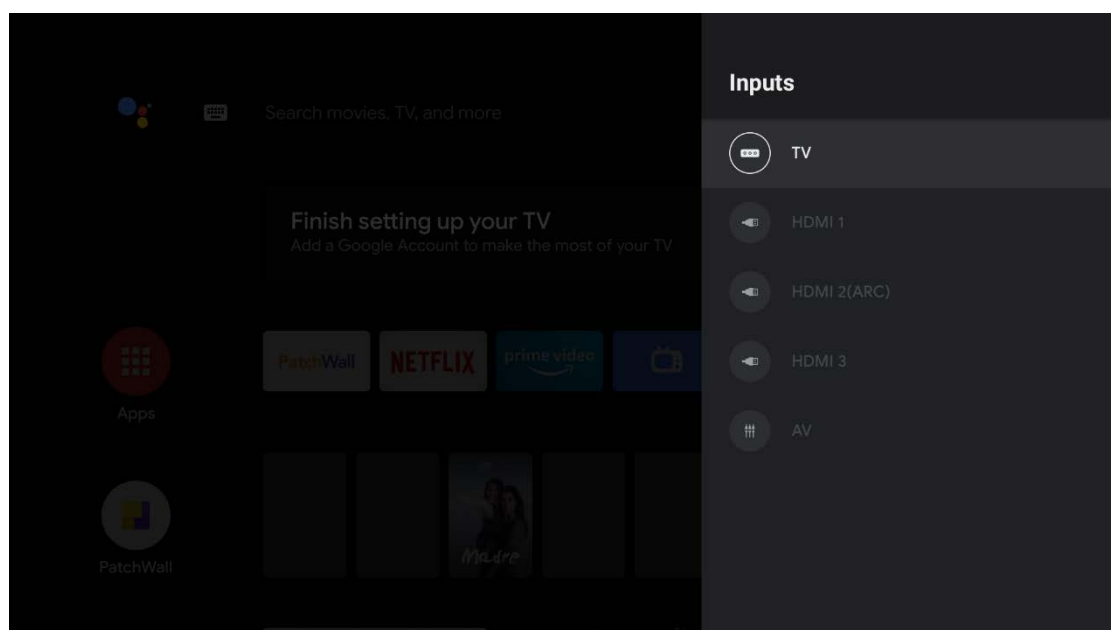 Search movies, TV, and more
Finish setting up your TV
Add a Google Account to make the most of your TV
PatchWall
NETFLIX
prime video
Apps
Madre
PatchWall
Inputs
TV
HDMI 1
HDMI 2(ARC)
HDMI 3
AV